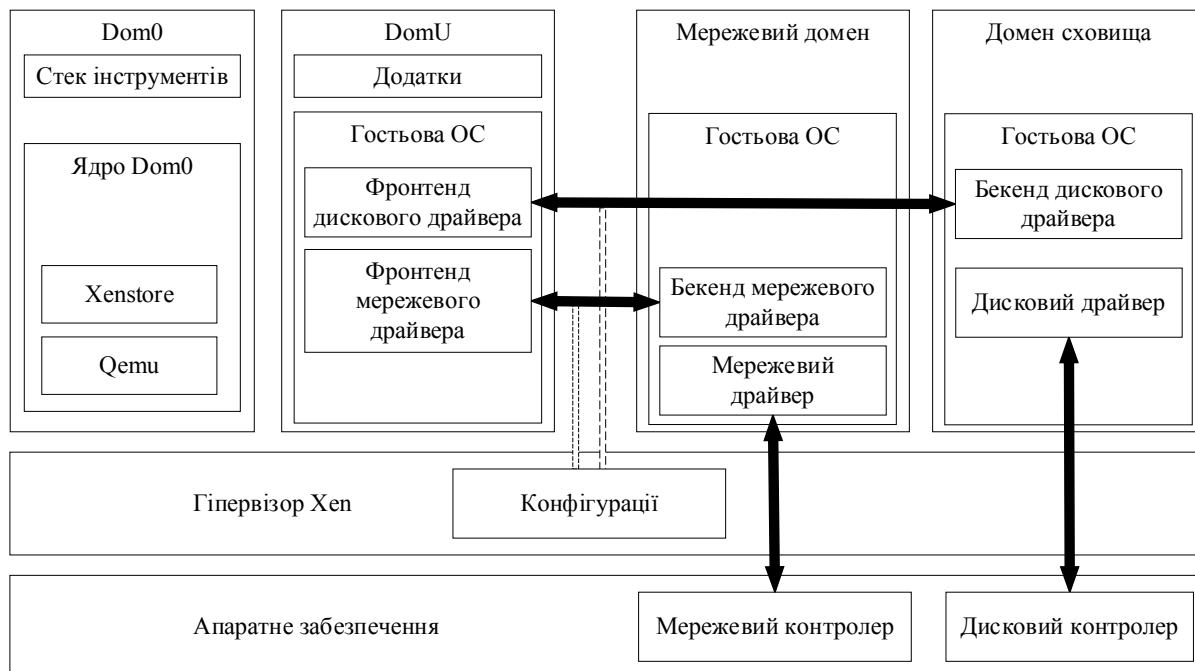 Dom0
Стек інструментів
Ядро Dom0
Xenstore
Qemu
DomU
Додатки
Гостьова ОС
Фронтенд
дискового драйвера
Фронтенд
мережевого
драйвера
Мережевий домен
Гостьова ОС
Бекенд мережевого
драйвера
Мережевий
драйвер
Домен сховища
Гостьова ОС
Бекенд дискового
драйвера
Дисковий драйвер
Гіпервізор Xen
Конфігурації
Апаратне забезпечення
Мережевий контролер
Дисковий контролер